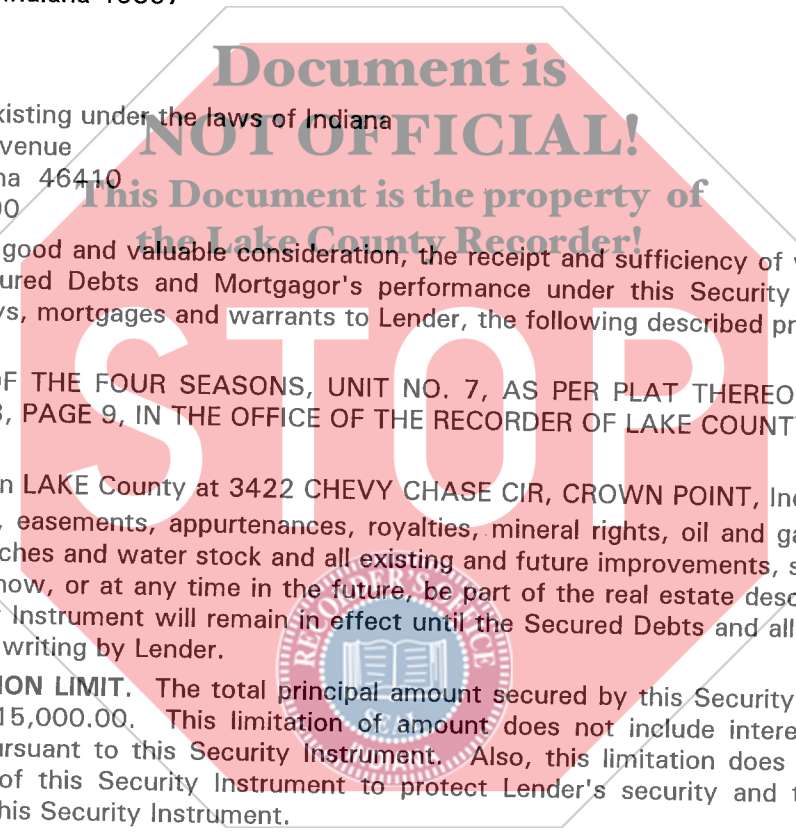 Document is
xisting under the laws of Indiana
NOT OFFICIAL!
venue
na 46410
This Document is the property of
the Lake County Recorder!
good and valuable consideration, the receipt and sufficiency of
ured Debts and Mortgagor's performance under this Security
s, mortgages and warrants to Lender, the following described pr
STOP
F THE FOUR SEASONS, UNIT NO. 7, AS PER PLAT THEREO
, PAGE 9, IN THE OFFICE OF THE RECORDER OF LAKE COUNT
n LAKE County at 3422 CHEVY CHASE CIR, CROWN POINT, In
, easements, appurtenances, royalties, mineral rights, oil and ga
ches and water stock and all existing and future improvements, s
now, or at any time in the future, be part of the real estate desc
Instrument will remain in effect until the Secured Debts and all
writing by Lender.
ION LIMIT. The total principal amount secured by this Security
15,000.00. This limitation of amount does not include intere
ursuant to this Security Instrument. Also, this limitation does
of this Security Instrument to protect Lender's security and t
his Security Instrument.
RECORDER'S SERVICE
SEAL
INDIANA